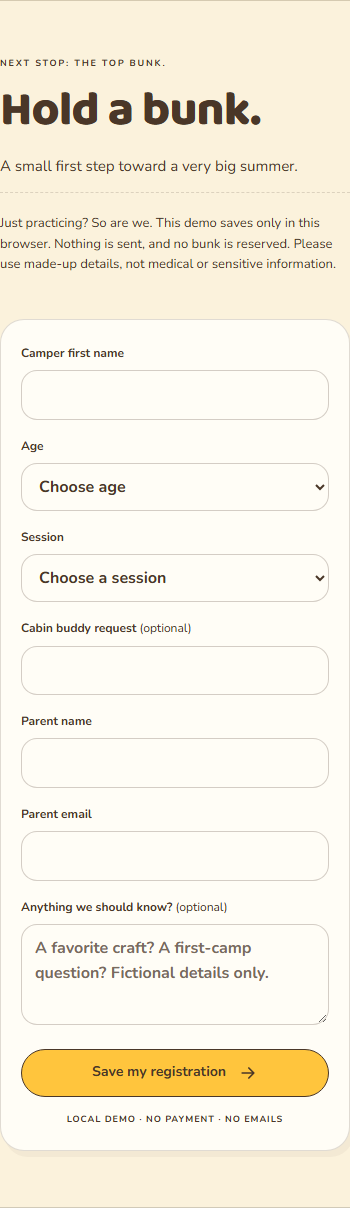 NEXT STOP: THE TOP BUNK.
Hold a bunk.
A small first step toward a very big summer.
Just practicing? So are we. This demo saves only in this
browser. Nothing is sent, and no bunk is reserved. Please
use made-up details, not medical or sensitive information.
Camper first name
Age
Choose age
Session
Choose a session
Cabin buddy request (optional)
Parent name
Parent email
Anything we should know? (optional)
A favorite craft? A first-camp
question? Fictional details only.
Save my registration →
LOCAL DEMO · NO PAYMENT · NO EMAILS